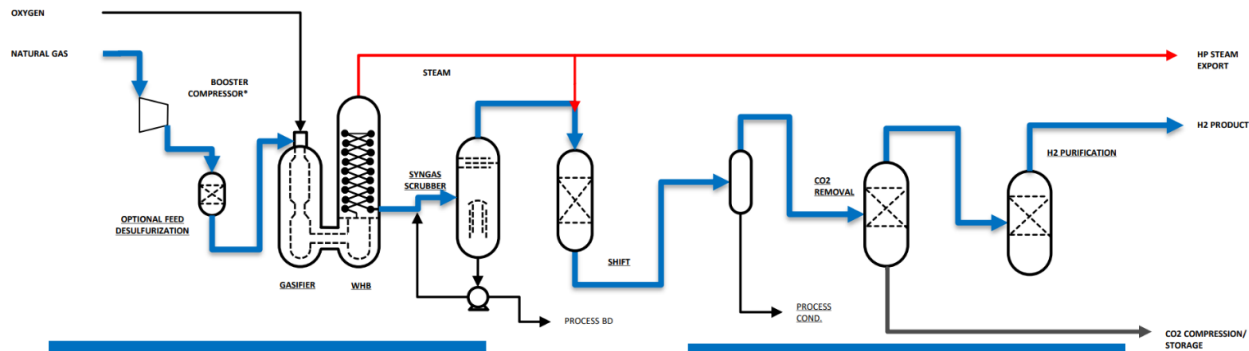 OXYGEN
NATURAL GAS
BOOSTER
COMPRESSOR*
STEAM
HP STEAM
EXPORT
H2 PRODUCT
H2 PURIFICATION
SYNGAS
SCRUBBER
CO2
REMOVAL
OPTIONAL FEED
DESULFURIZATION
SHIFT
GASIFIER
WHB
PROCESS BD
PROCESS
COND.
CO2 COMPRESSION/
STORAGE